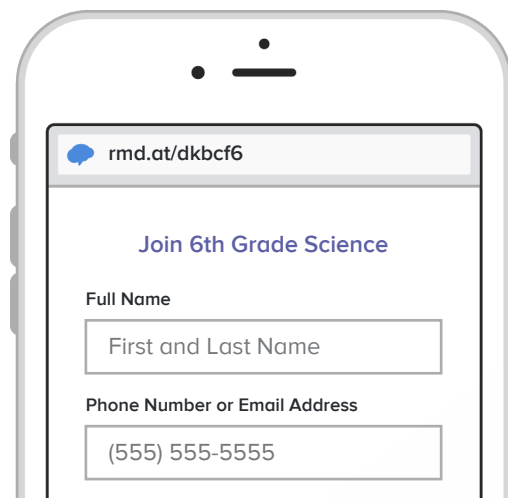 rmd.at/dkbcf6
Join 6th Grade Science
Full Name
First and Last Name
Phone Number or Email Address
(555) 555-5555